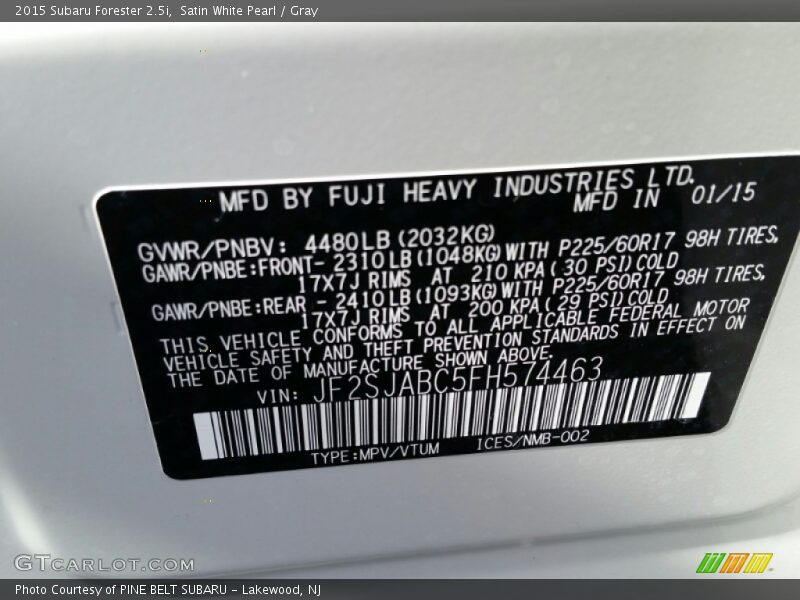 2015 Subaru Forester 2.5i, Satin White Pearl / Gray
MFD BY FUJI HEAVY INDUSTRIES LTD.
MFD IN 01/15
GVWR/PNBV: 4480LB (2032KG)
GAWR/PNBE:FRONT- 2310LB (1048KG) WITH P225/60R17 98H TIRES,
17X7J RIMS AT 210 KPA ( 30 PSI) COLD
GAWR/PNBE:REAR - 2410LB (1093KG) WITH P225/60R17 98H TIRES,
17X7J RIMS AT 200 KPA ( 29 PSI) COLD
THIS VEHICLE CONFORMS TO ALL APPLICABLE FEDERAL MOTOR
VEHICLE SAFETY AND THEFT PREVENTION STANDARDS IN EFFECT ON
THE DATE OF MANUFACTURE SHOWN ABOVE.
VIN: JF2SJABC5FH574463
TYPE:MPV/VTUM ICES/NMB-002
GTCARLOT.COM
Photo Courtesy of PINE BELT SUBARU - Lakewood, NJ